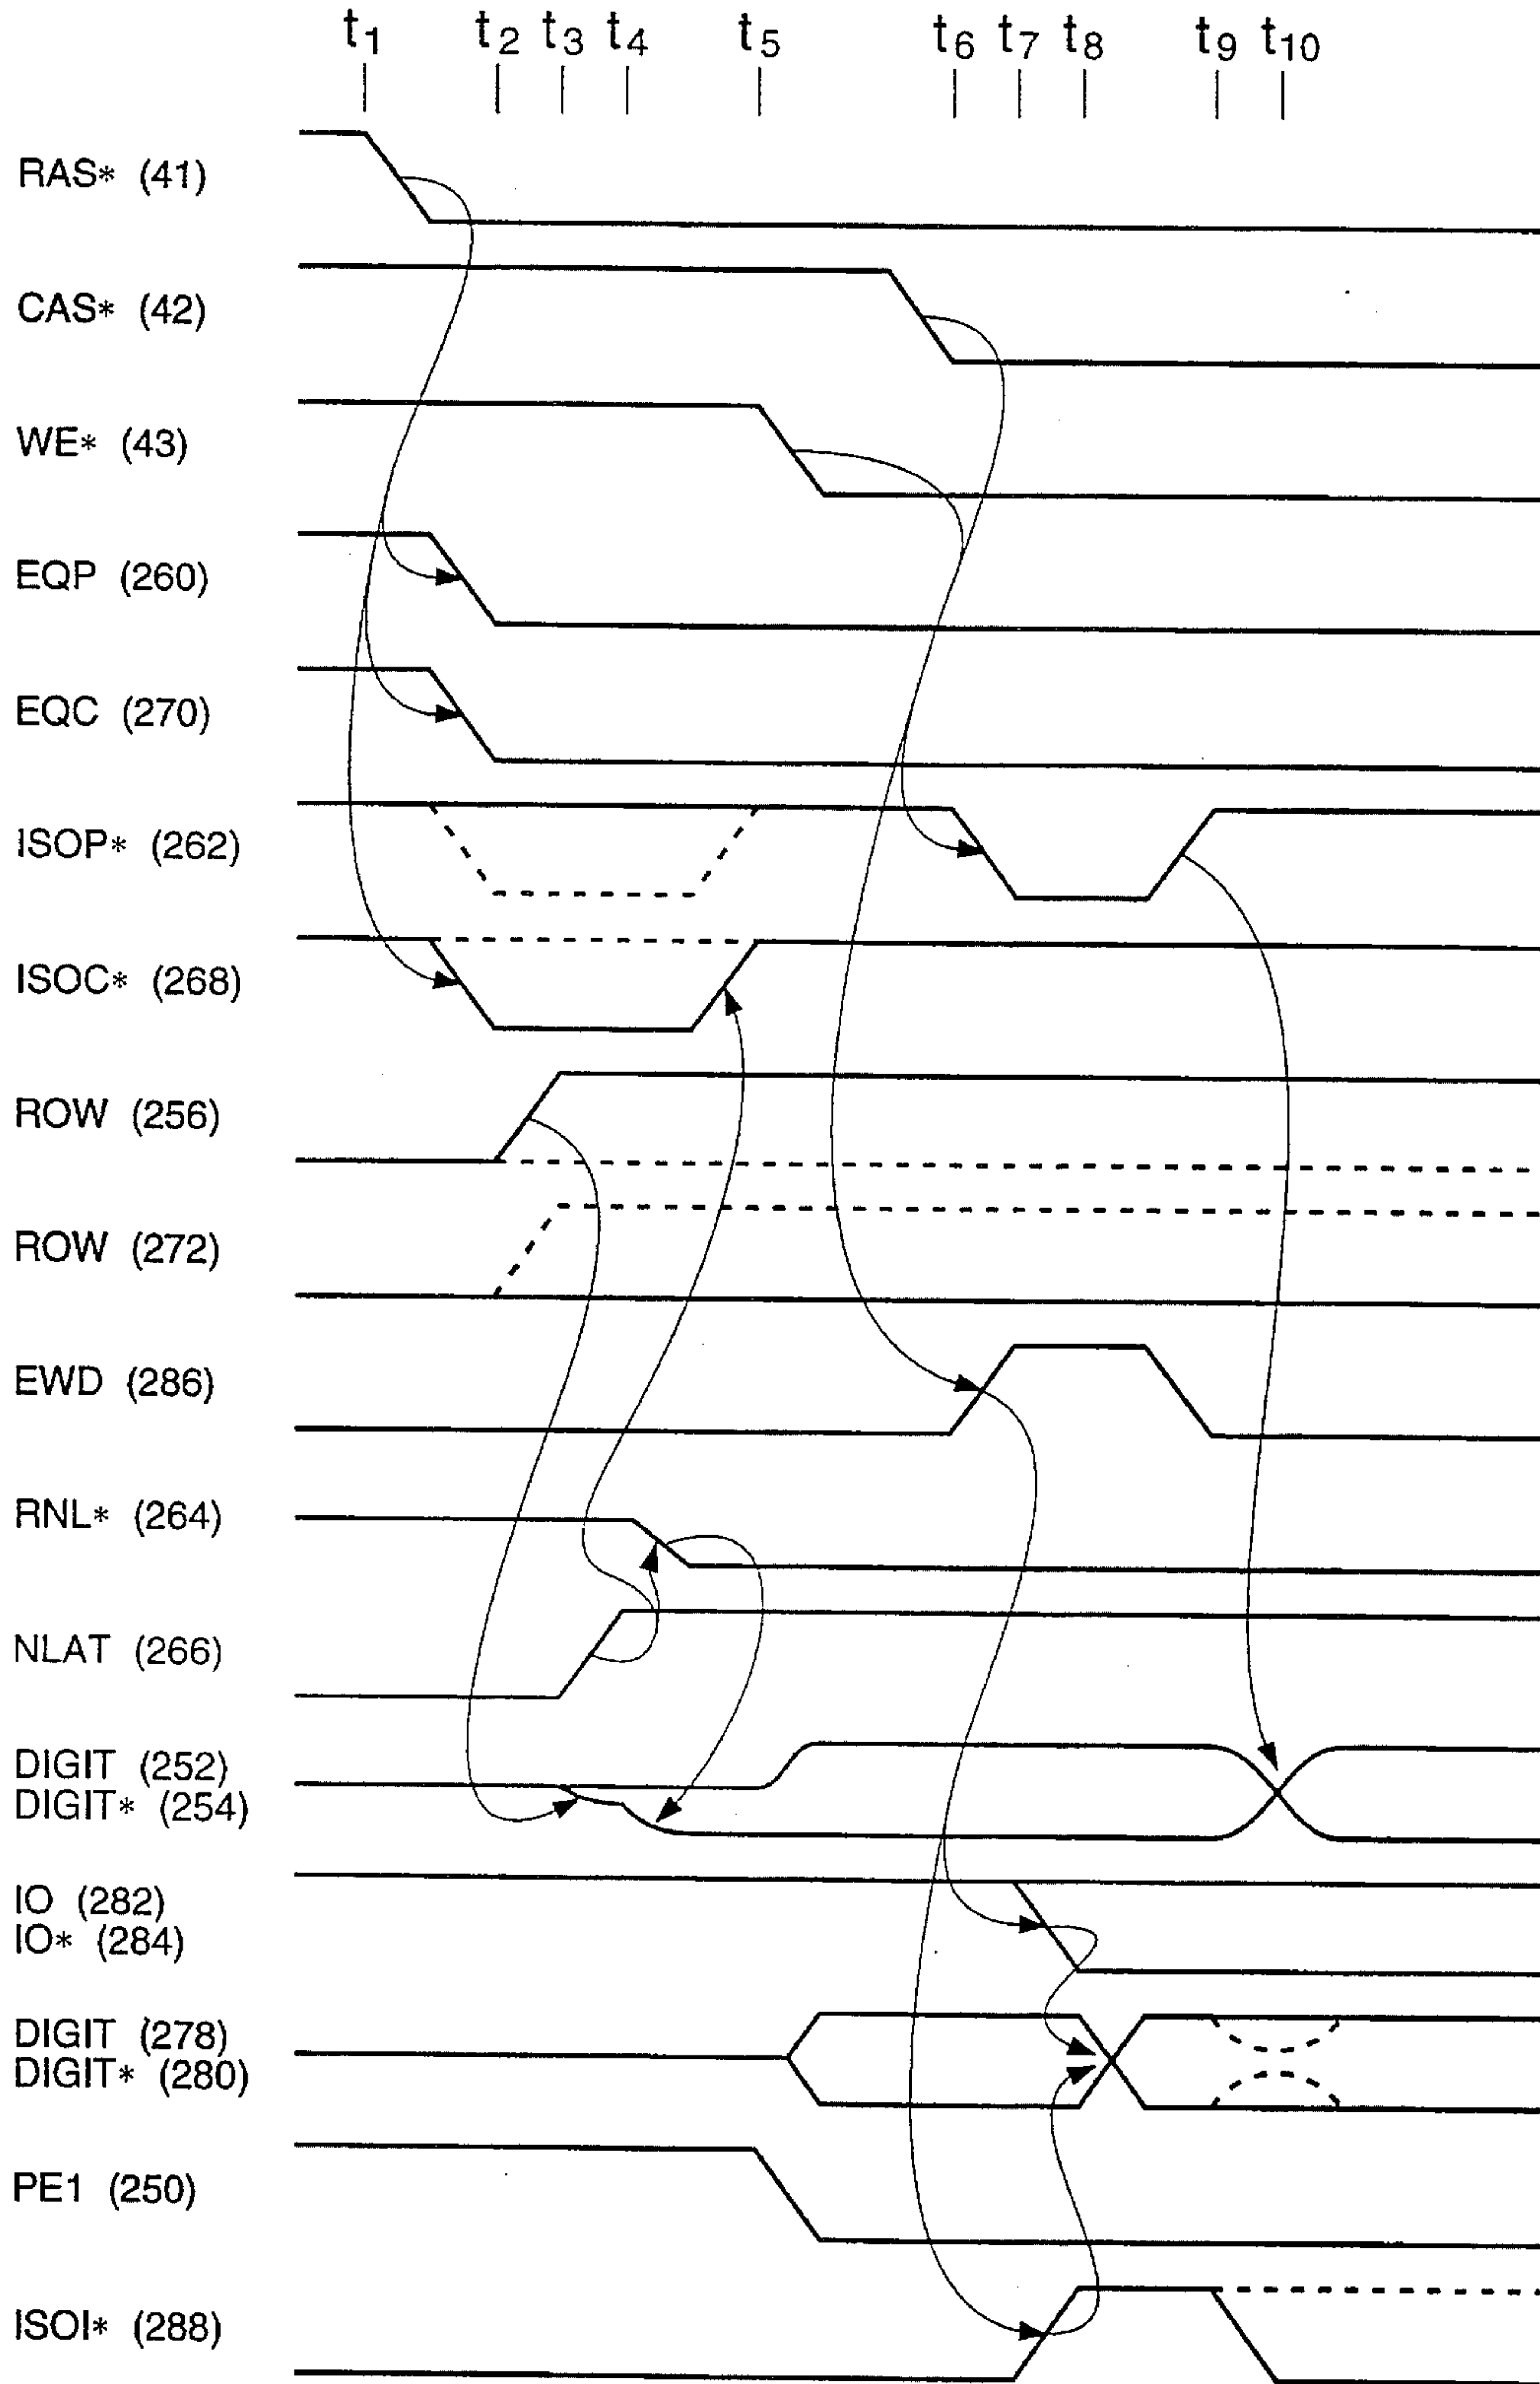 t1 t2 t3 t4 t5 t6 t7 t8 t9 t10
RAS* (41)
CAS* (42)
WE* (43)
EQP (260)
EQC (270)
ISOP* (262)
ISOC* (268)
ROW (256)
ROW (272)
EWD (286)
RNL* (264)
NLAT (266)
DIGIT (252)
DIGIT* (254)
IO (282)
IO* (284)
DIGIT (278)
DIGIT* (280)
PE1 (250)
ISOI* (288)